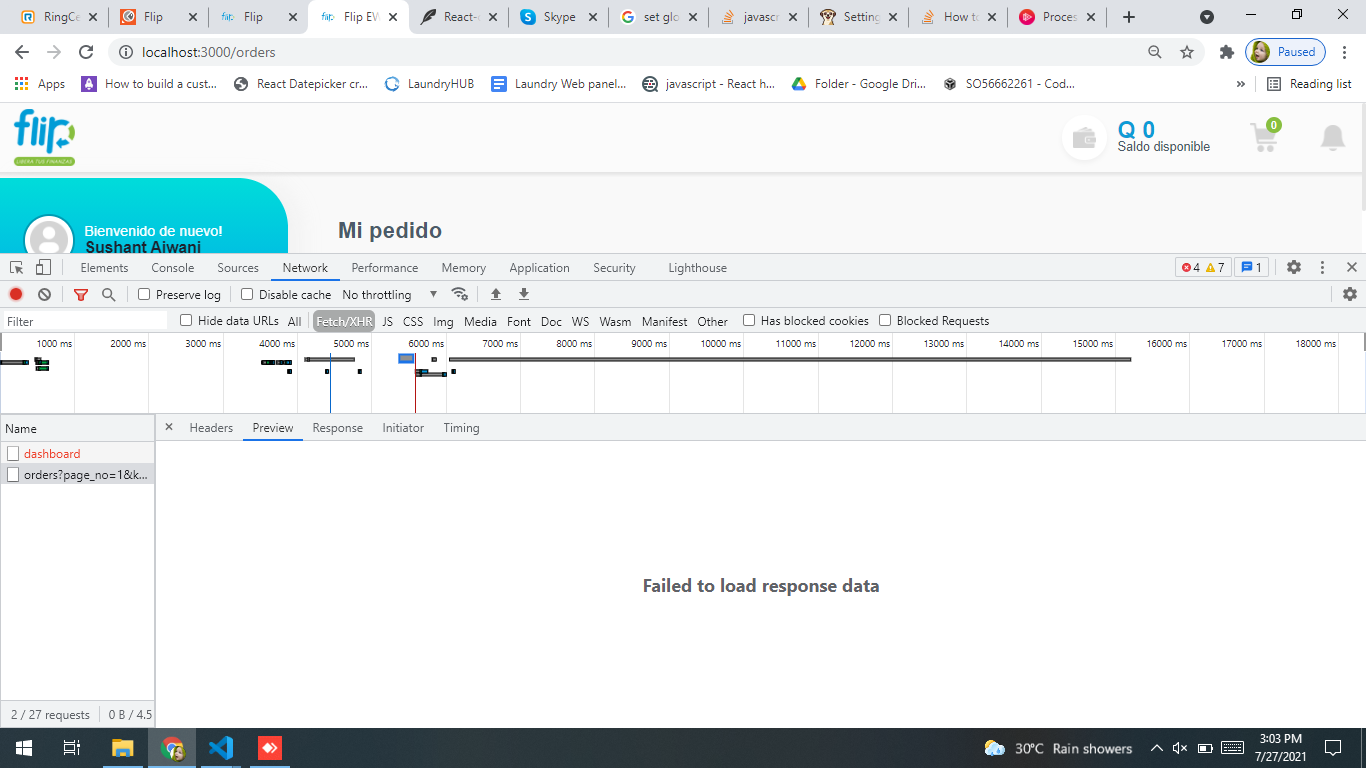 RingCe
Flip
Flip
Flip EW
React-
Skype
set glo
javascr
Setting
How to
Proces
localhost:3000/orders
Paused
Apps
How to build a cust...
React Datepicker cr...
LaundryHUB
Laundry Web panel...
javascript - React h...
Folder - Google Dri...
SO56662261 - Cod...
»
Reading list
flip
LIBERA TUS FINANZAS
Q 0
Saldo disponible
0
Bienvenido de nuevo!
Sushant Aiwani
Mi pedido
Elements
Console
Sources
Network
Performance
Memory
Application
Security
Lighthouse
4
7
1
Preserve log
Disable cache
No throttling
Filter
Hide data URLs
All
Fetch/XHR
JS
CSS
Img
Media
Font
Doc
WS
Wasm
Manifest
Other
Has blocked cookies
Blocked Requests
1000 ms
2000 ms
3000 ms
4000 ms
5000 ms
6000 ms
7000 ms
8000 ms
9000 ms
10000 ms
11000 ms
12000 ms
13000 ms
14000 ms
15000 ms
16000 ms
17000 ms
18000 ms
Name
Headers
Preview
Response
Initiator
Timing
dashboard
orders?page_no=1&k...
Failed to load response data
2 / 27 requests
0 B / 4.5
30°C Rain showers
3:03 PM
7/27/2021